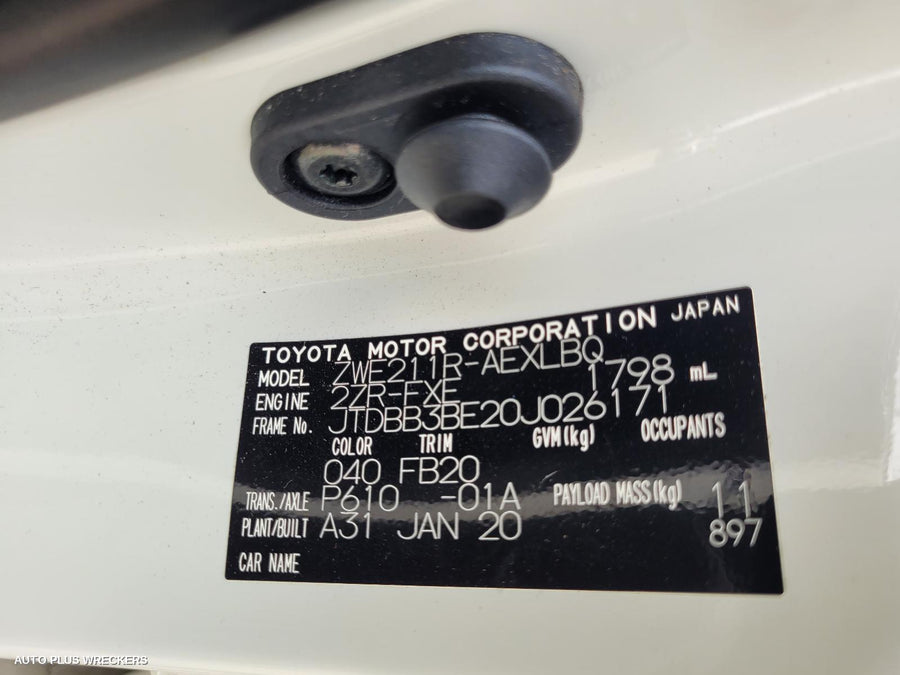 TOYOTA MOTOR CORPORATION JAPAN
MODEL ZWE211R-AEXLBQ
ENGINE 2ZR-FXE 1798 mL
FRAME No. JTDBB3BE20J026171
COLOR TRIM GVM(kg) OCCUPANTS
040 FB20
TRANS./AXLE P610 -01A PAYLOAD MASS(kg) 11
PLANT/BUILT A31 JAN 20 897
CAR NAME
AUTO PLUS WRECKERS